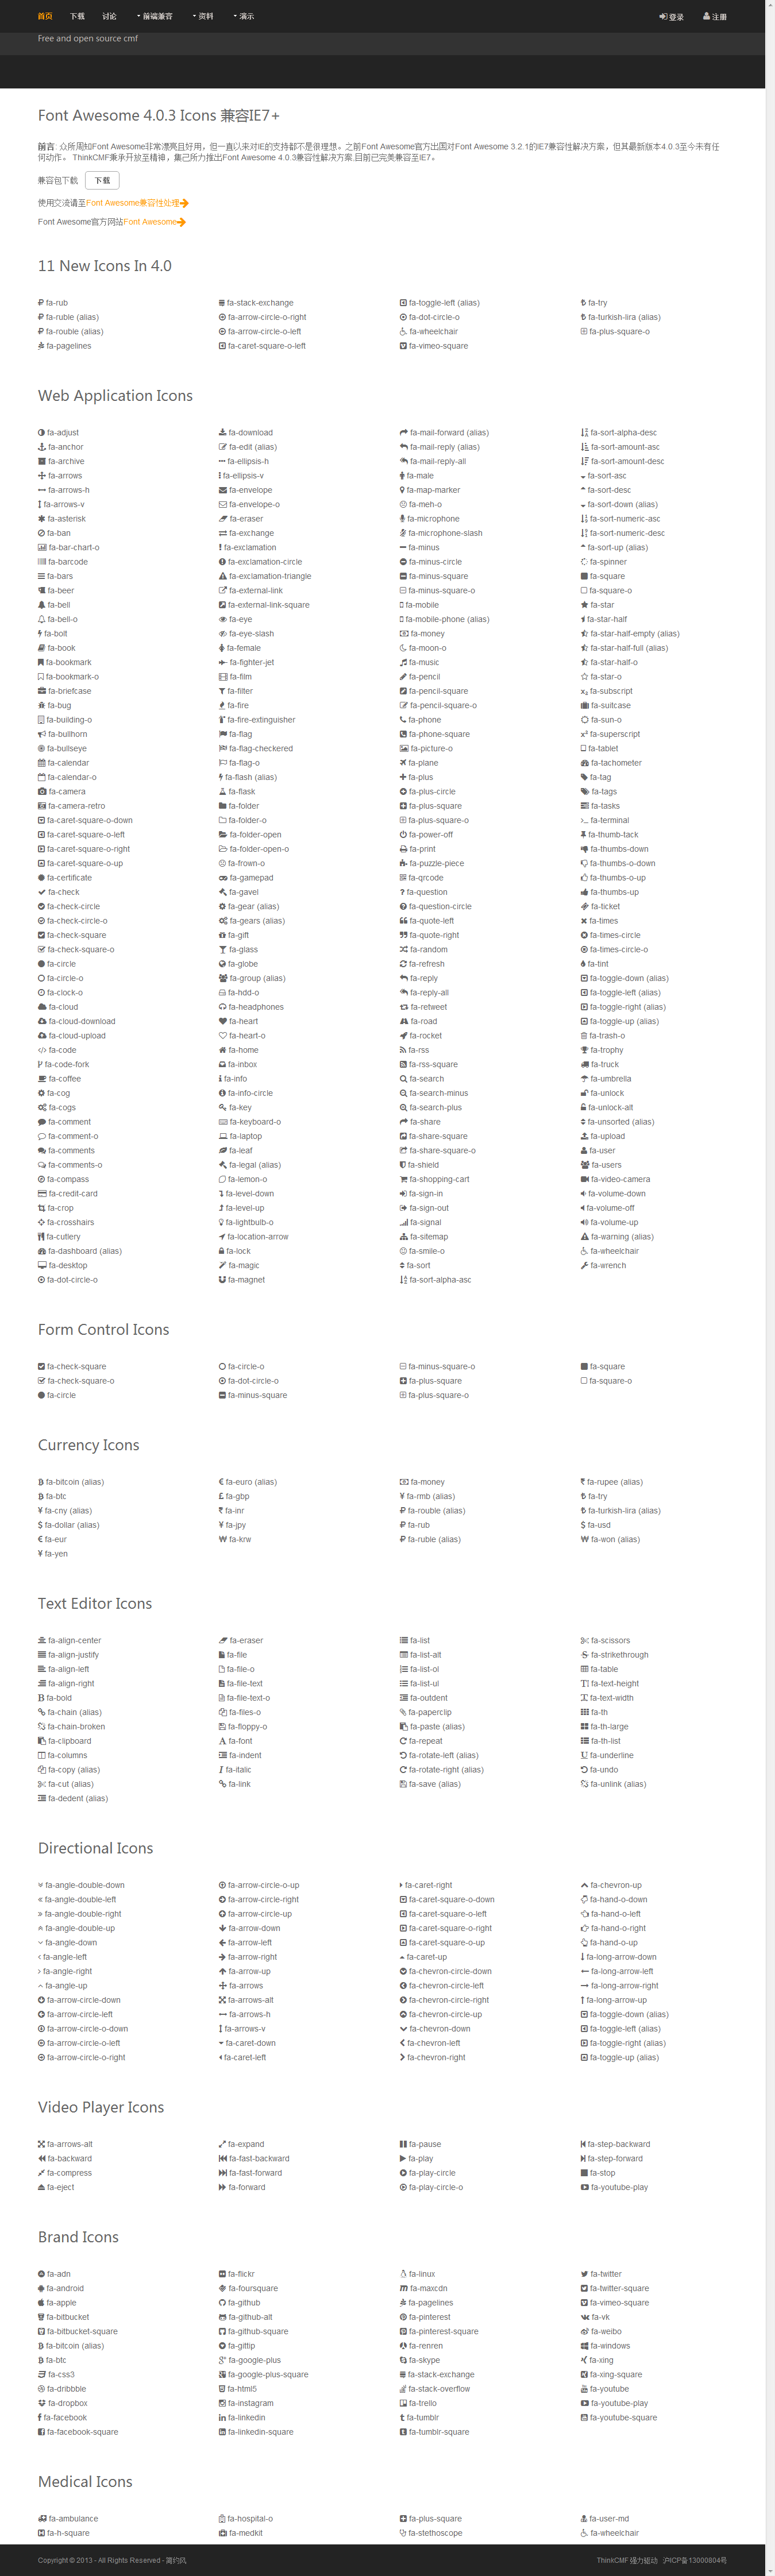 首页
下载
讨论
前端兼容
资料
演示
登录
注册
Free and open source cmf
Font Awesome 4.0.3 Icons 兼容IE7+
前言: 众所周知Font Awesome非常漂亮且好用，但一直以来对IE的支持都不是很理想。之前Font Awesome官方出国对Font Awesome 3.2.1的IE7兼容性解决方案，但其最新版本4.0.3至今未有任
何动作。 ThinkCMF秉承开放至精神，集己所力推出Font Awesome 4.0.3兼容性解决方案,目前已完美兼容至IE7。
兼容包下载 下载
使用交流请至Font Awesome兼容性处理
Font Awesome官方网站Font Awesome
11 New Icons In 4.0
fa-rub
fa-ruble (alias)
fa-rouble (alias)
fa-pagelines
fa-stack-exchange
fa-arrow-circle-o-right
fa-arrow-circle-o-left
fa-caret-square-o-left
fa-toggle-left (alias)
fa-dot-circle-o
fa-wheelchair
fa-vimeo-square
fa-try
fa-turkish-lira (alias)
fa-plus-square-o
Web Application Icons
fa-adjust
fa-anchor
fa-archive
fa-arrows
fa-arrows-h
fa-arrows-v
fa-asterisk
fa-ban
fa-bar-chart-o
fa-barcode
fa-bars
fa-beer
fa-bell
fa-bell-o
fa-bolt
fa-book
fa-bookmark
fa-bookmark-o
fa-briefcase
fa-bug
fa-building-o
fa-bullhorn
fa-bullseye
fa-calendar
fa-calendar-o
fa-camera
fa-camera-retro
fa-caret-square-o-down
fa-caret-square-o-left
fa-caret-square-o-right
fa-caret-square-o-up
fa-certificate
fa-check
fa-check-circle
fa-check-circle-o
fa-check-square
fa-check-square-o
fa-circle
fa-circle-o
fa-clock-o
fa-cloud
fa-cloud-download
fa-cloud-upload
fa-code
fa-code-fork
fa-coffee
fa-cog
fa-cogs
fa-comment
fa-comment-o
fa-comments
fa-comments-o
fa-compass
fa-credit-card
fa-crop
fa-crosshairs
fa-cutlery
fa-dashboard (alias)
fa-desktop
fa-dot-circle-o
fa-download
fa-edit (alias)
fa-ellipsis-h
fa-ellipsis-v
fa-envelope
fa-envelope-o
fa-eraser
fa-exchange
fa-exclamation
fa-exclamation-circle
fa-exclamation-triangle
fa-external-link
fa-external-link-square
fa-eye
fa-eye-slash
fa-female
fa-fighter-jet
fa-film
fa-filter
fa-fire
fa-fire-extinguisher
fa-flag
fa-flag-checkered
fa-flag-o
fa-flash (alias)
fa-flask
fa-folder
fa-folder-o
fa-folder-open
fa-folder-open-o
fa-frown-o
fa-gamepad
fa-gavel
fa-gear (alias)
fa-gears (alias)
fa-gift
fa-glass
fa-globe
fa-group (alias)
fa-hdd-o
fa-headphones
fa-heart
fa-heart-o
fa-home
fa-inbox
fa-info
fa-info-circle
fa-key
fa-keyboard-o
fa-laptop
fa-leaf
fa-legal (alias)
fa-lemon-o
fa-level-down
fa-level-up
fa-lightbulb-o
fa-location-arrow
fa-lock
fa-magic
fa-magnet
fa-mail-forward (alias)
fa-mail-reply (alias)
fa-mail-reply-all
fa-male
fa-map-marker
fa-meh-o
fa-microphone
fa-microphone-slash
fa-minus
fa-minus-circle
fa-minus-square
fa-minus-square-o
fa-mobile
fa-mobile-phone (alias)
fa-money
fa-moon-o
fa-music
fa-pencil
fa-pencil-square
fa-pencil-square-o
fa-phone
fa-phone-square
fa-picture-o
fa-plane
fa-plus
fa-plus-circle
fa-plus-square
fa-plus-square-o
fa-power-off
fa-print
fa-puzzle-piece
fa-qrcode
fa-question
fa-question-circle
fa-quote-left
fa-quote-right
fa-random
fa-refresh
fa-reply
fa-reply-all
fa-retweet
fa-road
fa-rocket
fa-rss
fa-rss-square
fa-search
fa-search-minus
fa-search-plus
fa-share
fa-share-square
fa-share-square-o
fa-shield
fa-shopping-cart
fa-sign-in
fa-sign-out
fa-signal
fa-sitemap
fa-smile-o
fa-sort
fa-sort-alpha-asc
fa-sort-alpha-desc
fa-sort-amount-asc
fa-sort-amount-desc
fa-sort-asc
fa-sort-desc
fa-sort-down (alias)
fa-sort-numeric-asc
fa-sort-numeric-desc
fa-sort-up (alias)
fa-spinner
fa-square
fa-square-o
fa-star
fa-star-half
fa-star-half-empty (alias)
fa-star-half-full (alias)
fa-star-half-o
fa-star-o
fa-subscript
fa-suitcase
fa-sun-o
fa-superscript
fa-tablet
fa-tachometer
fa-tag
fa-tags
fa-tasks
fa-terminal
fa-thumb-tack
fa-thumbs-down
fa-thumbs-o-down
fa-thumbs-o-up
fa-thumbs-up
fa-ticket
fa-times
fa-times-circle
fa-times-circle-o
fa-tint
fa-toggle-down (alias)
fa-toggle-left (alias)
fa-toggle-right (alias)
fa-toggle-up (alias)
fa-trash-o
fa-trophy
fa-truck
fa-umbrella
fa-unlock
fa-unlock-alt
fa-unsorted (alias)
fa-upload
fa-user
fa-users
fa-video-camera
fa-volume-down
fa-volume-off
fa-volume-up
fa-warning (alias)
fa-wheelchair
fa-wrench
Form Control Icons
fa-check-square
fa-check-square-o
fa-circle
fa-circle-o
fa-dot-circle-o
fa-minus-square
fa-minus-square-o
fa-plus-square
fa-plus-square-o
fa-square
fa-square-o
Currency Icons
fa-bitcoin (alias)
fa-btc
fa-cny (alias)
fa-dollar (alias)
fa-eur
fa-yen
fa-euro (alias)
fa-gbp
fa-inr
fa-jpy
fa-krw
fa-money
fa-rmb (alias)
fa-rouble (alias)
fa-rub
fa-ruble (alias)
fa-rupee (alias)
fa-try
fa-turkish-lira (alias)
fa-usd
fa-won (alias)
Text Editor Icons
fa-align-center
fa-align-justify
fa-align-left
fa-align-right
fa-bold
fa-chain (alias)
fa-chain-broken
fa-clipboard
fa-columns
fa-copy (alias)
fa-cut (alias)
fa-dedent (alias)
fa-eraser
fa-file
fa-file-o
fa-file-text
fa-file-text-o
fa-files-o
fa-floppy-o
fa-font
fa-indent
fa-italic
fa-link
fa-list
fa-list-alt
fa-list-ol
fa-list-ul
fa-outdent
fa-paperclip
fa-paste (alias)
fa-repeat
fa-rotate-left (alias)
fa-rotate-right (alias)
fa-save (alias)
fa-scissors
fa-strikethrough
fa-table
fa-text-height
fa-text-width
fa-th
fa-th-large
fa-th-list
fa-underline
fa-undo
fa-unlink (alias)
Directional Icons
fa-angle-double-down
fa-angle-double-left
fa-angle-double-right
fa-angle-double-up
fa-angle-down
fa-angle-left
fa-angle-right
fa-angle-up
fa-arrow-circle-down
fa-arrow-circle-left
fa-arrow-circle-o-down
fa-arrow-circle-o-left
fa-arrow-circle-o-right
fa-arrow-circle-o-up
fa-arrow-circle-right
fa-arrow-circle-up
fa-arrow-down
fa-arrow-left
fa-arrow-right
fa-arrow-up
fa-arrows
fa-arrows-alt
fa-arrows-h
fa-arrows-v
fa-caret-down
fa-caret-left
fa-caret-right
fa-caret-square-o-down
fa-caret-square-o-left
fa-caret-square-o-right
fa-caret-square-o-up
fa-caret-up
fa-chevron-circle-down
fa-chevron-circle-left
fa-chevron-circle-right
fa-chevron-circle-up
fa-chevron-down
fa-chevron-left
fa-chevron-right
fa-chevron-up
fa-hand-o-down
fa-hand-o-left
fa-hand-o-right
fa-hand-o-up
fa-long-arrow-down
fa-long-arrow-left
fa-long-arrow-right
fa-long-arrow-up
fa-toggle-down (alias)
fa-toggle-left (alias)
fa-toggle-right (alias)
fa-toggle-up (alias)
Video Player Icons
fa-arrows-alt
fa-backward
fa-compress
fa-eject
fa-expand
fa-fast-backward
fa-fast-forward
fa-forward
fa-pause
fa-play
fa-play-circle
fa-play-circle-o
fa-step-backward
fa-step-forward
fa-stop
fa-youtube-play
Brand Icons
fa-adn
fa-android
fa-apple
fa-bitbucket
fa-bitbucket-square
fa-bitcoin (alias)
fa-btc
fa-css3
fa-dribbble
fa-dropbox
fa-facebook
fa-facebook-square
fa-flickr
fa-foursquare
fa-github
fa-github-alt
fa-github-square
fa-gittip
fa-google-plus
fa-google-plus-square
fa-html5
fa-instagram
fa-linkedin
fa-linkedin-square
fa-linux
fa-maxcdn
fa-pagelines
fa-pinterest
fa-pinterest-square
fa-renren
fa-skype
fa-stack-exchange
fa-stack-overflow
fa-trello
fa-tumblr
fa-tumblr-square
fa-twitter
fa-twitter-square
fa-vimeo-square
fa-vk
fa-weibo
fa-windows
fa-xing
fa-xing-square
fa-youtube
fa-youtube-play
fa-youtube-square
Medical Icons
fa-ambulance
fa-h-square
fa-hospital-o
fa-medkit
fa-plus-square
fa-stethoscope
fa-user-md
fa-wheelchair
Copyright © 2013 - All Rights Reserved - 简约风
ThinkCMF 强力驱动 沪ICP备13000804号